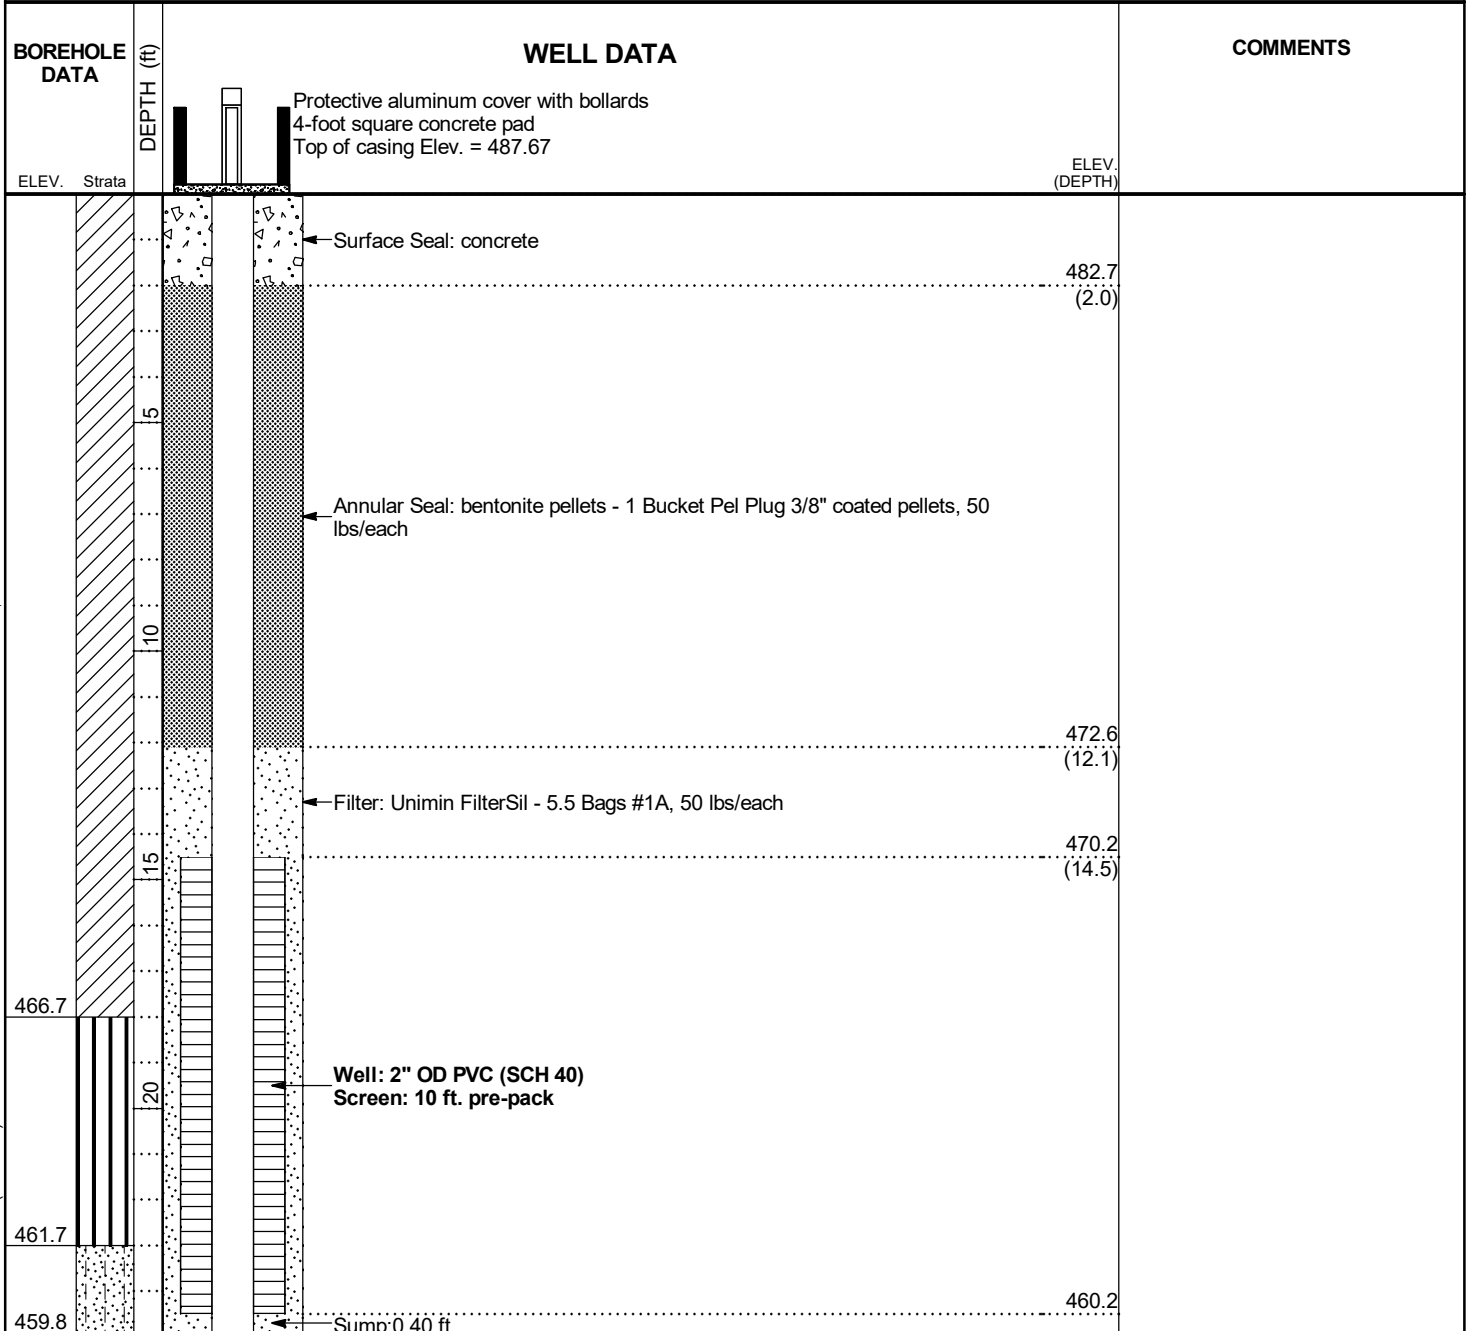 BOREHOLE
DATA
DEPTH (ft)
WELL DATA
COMMENTS
Protective aluminum cover with bollards
4-foot square concrete pad
Top of casing Elev. = 487.67
ELEV.
(DEPTH)
ELEV. Strata
Surface Seal: concrete
482.7
(2.0)
5
Annular Seal: bentonite pellets - 1 Bucket Pel Plug 3/8" coated pellets, 50
lbs/each
10
472.6
(12.1)
Filter: Unimin FilterSil - 5.5 Bags #1A, 50 lbs/each
470.2
(14.5)
15
466.7
Well: 2" OD PVC (SCH 40)
Screen: 10 ft. pre-pack
20
461.7
460.2
459.8
Sump:0.40 ft